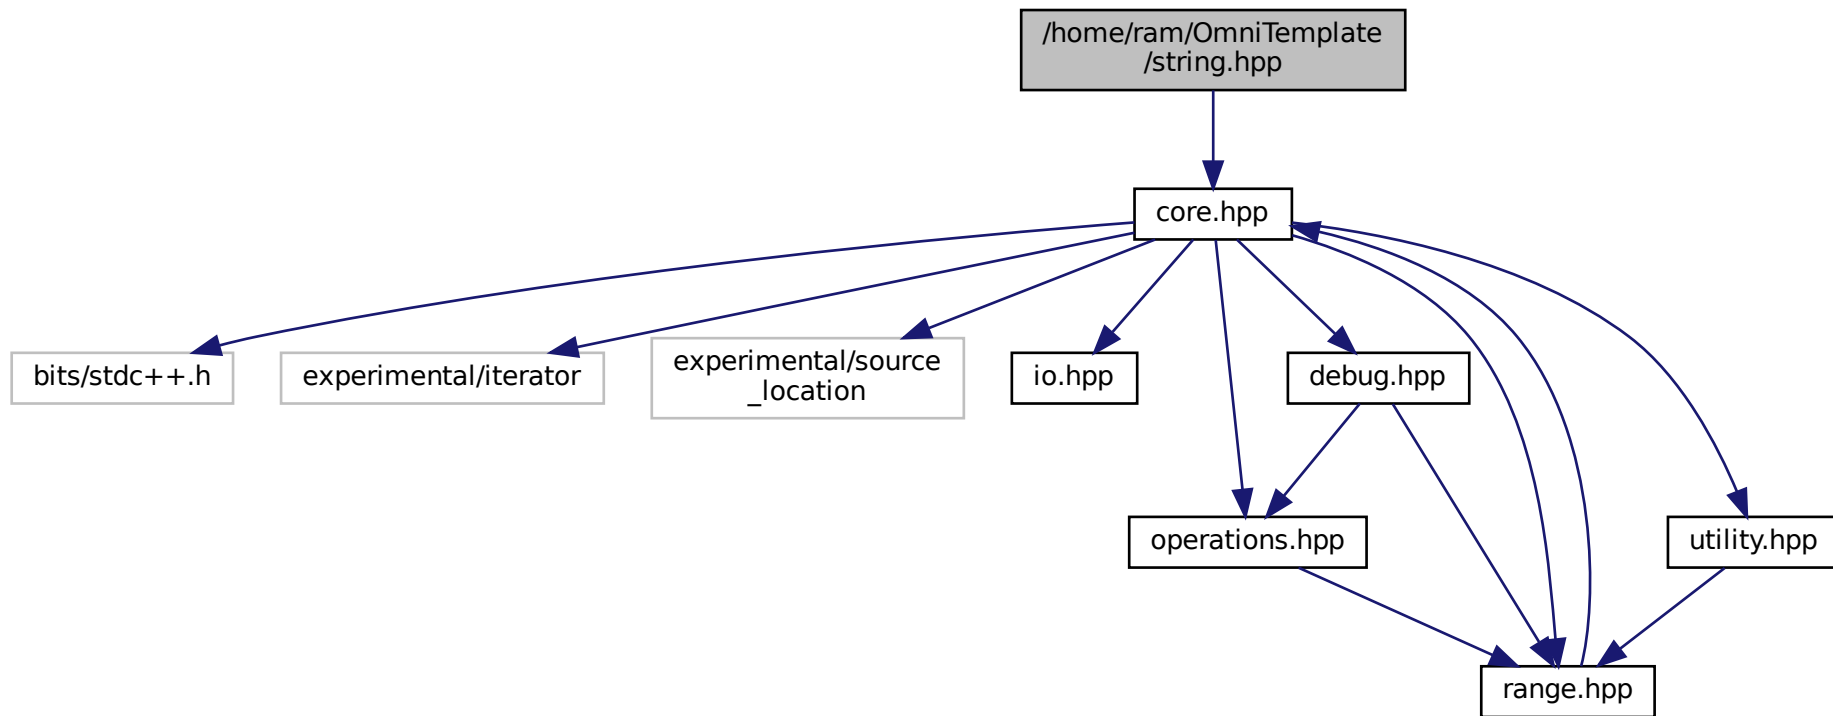 /home/ram/OmniTemplate
/string.hpp
core.hpp
bits/stdc++.h
experimental/iterator
experimental/source
_location
io.hpp
debug.hpp
operations.hpp
utility.hpp
range.hpp